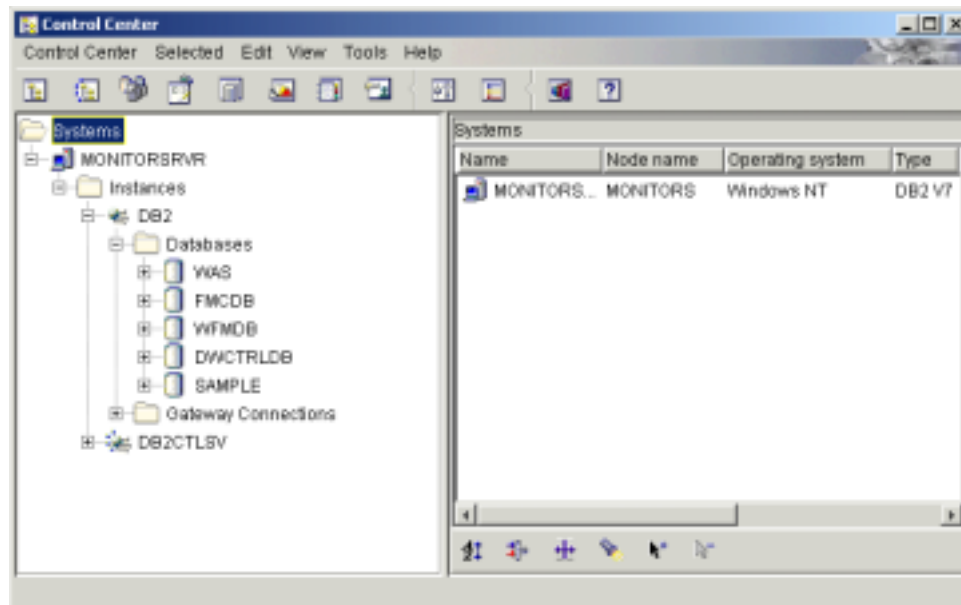 Control Center
Control Center Selected Edit View Tools Help
Systems
MONITORSRVR
Instances
DB2
Databases
WAS
FMCDB
WFMDB
DWCTRLDB
SAMPLE
Gateway Connections
DB2CTLSV
Systems
Name Node name Operating system Type
MONITORS... MONITORS Windows NT DB2 V7